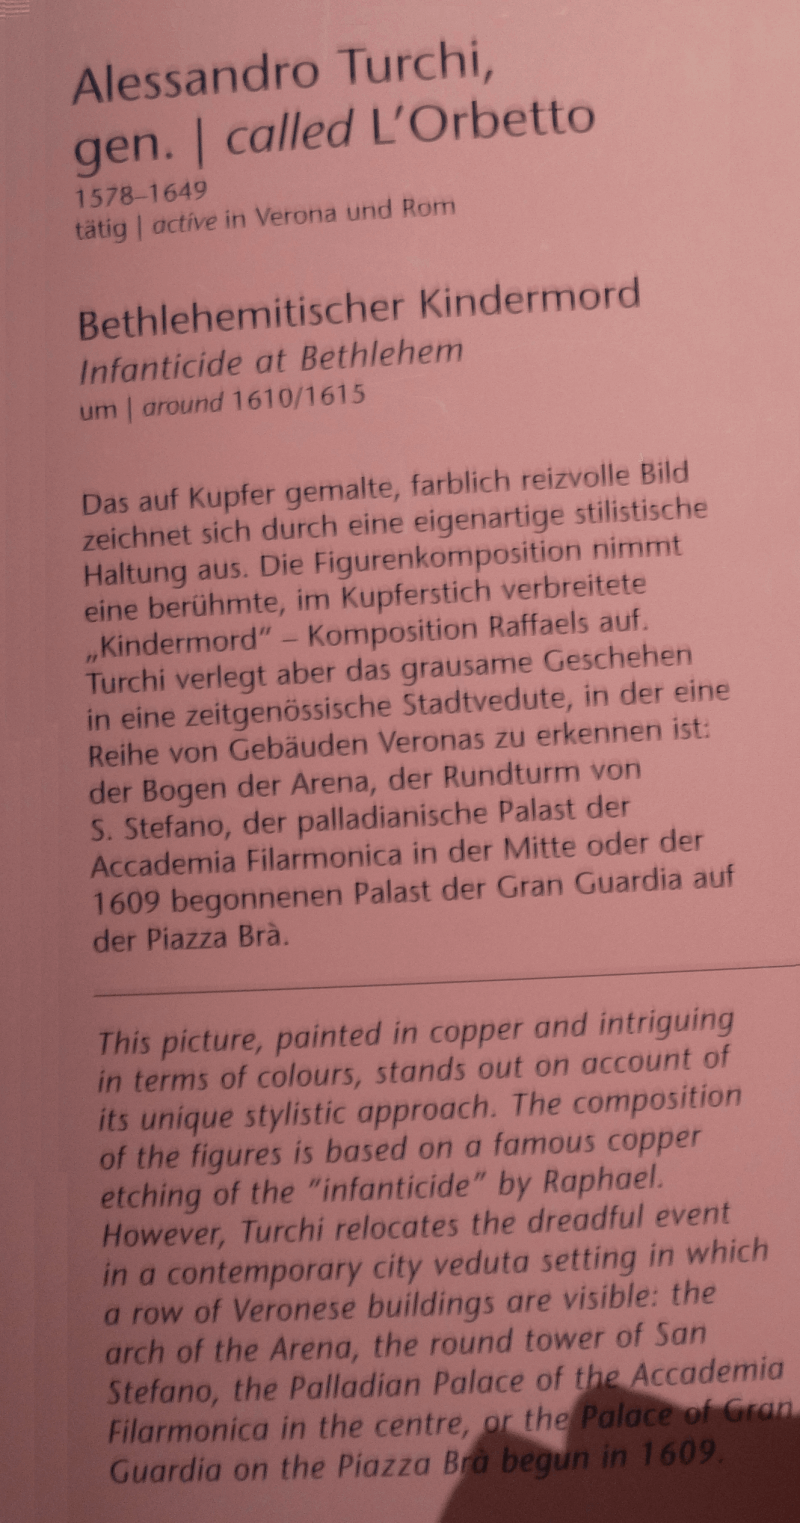 Alessandro Turchi,
gen. | called L'Orbetto
1578–1649
tätig | active in Verona und Rom
Bethlehemitischer Kindermord
Infanticide at Bethlehem
um | around 1610/1615
Das auf Kupfer gemalte, farblich reizvolle Bild
zeichnet sich durch eine eigenartige stilistische
Haltung aus. Die Figurenkomposition nimmt
eine berühmte, im Kupferstich verbreitete
„Kindermord" – Komposition Raffaels auf.
Turchi verlegt aber das grausame Geschehen
in eine zeitgenössische Stadtvedute, in der eine
Reihe von Gebäuden Veronas zu erkennen ist:
der Bogen der Arena, der Rundturm von
S. Stefano, der palladianische Palast der
Accademia Filarmonica in der Mitte oder der
1609 begonnenen Palast der Gran Guardia auf
der Piazza Brà.
This picture, painted in copper and intriguing
in terms of colours, stands out on account of
its unique stylistic approach. The composition
of the figures is based on a famous copper
etching of the "infanticide" by Raphael.
However, Turchi relocates the dreadful event
in a contemporary city veduta setting in which
a row of Veronese buildings are visible: the
arch of the Arena, the round tower of San
Stefano, the Palladian Palace of the Accademia
Filarmonica in the centre, or the Palace of Gran
Guardia on the Piazza Brà begun in 1609.